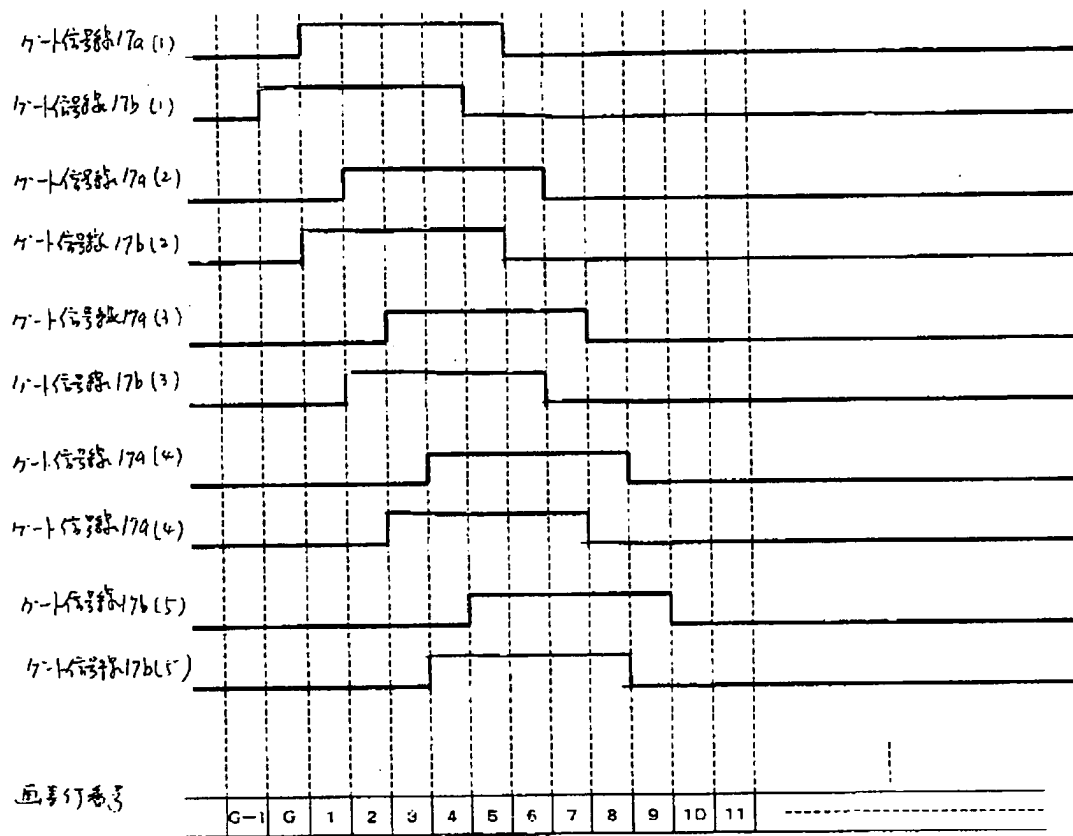 ゲート信号線17a(1)
ゲート信号線17b(1)
ゲート信号線17a(2)
ゲート信号線17b(2)
ゲート信号線17a(3)
ゲート信号線17b(3)
ゲート信号線17a(4)
ゲート信号線17a(4)
ゲート信号線17b(5)
ゲート信号線17b(5)
画素行番号
G-1 G 1 2 3 4 5 6 7 8 9 10 11